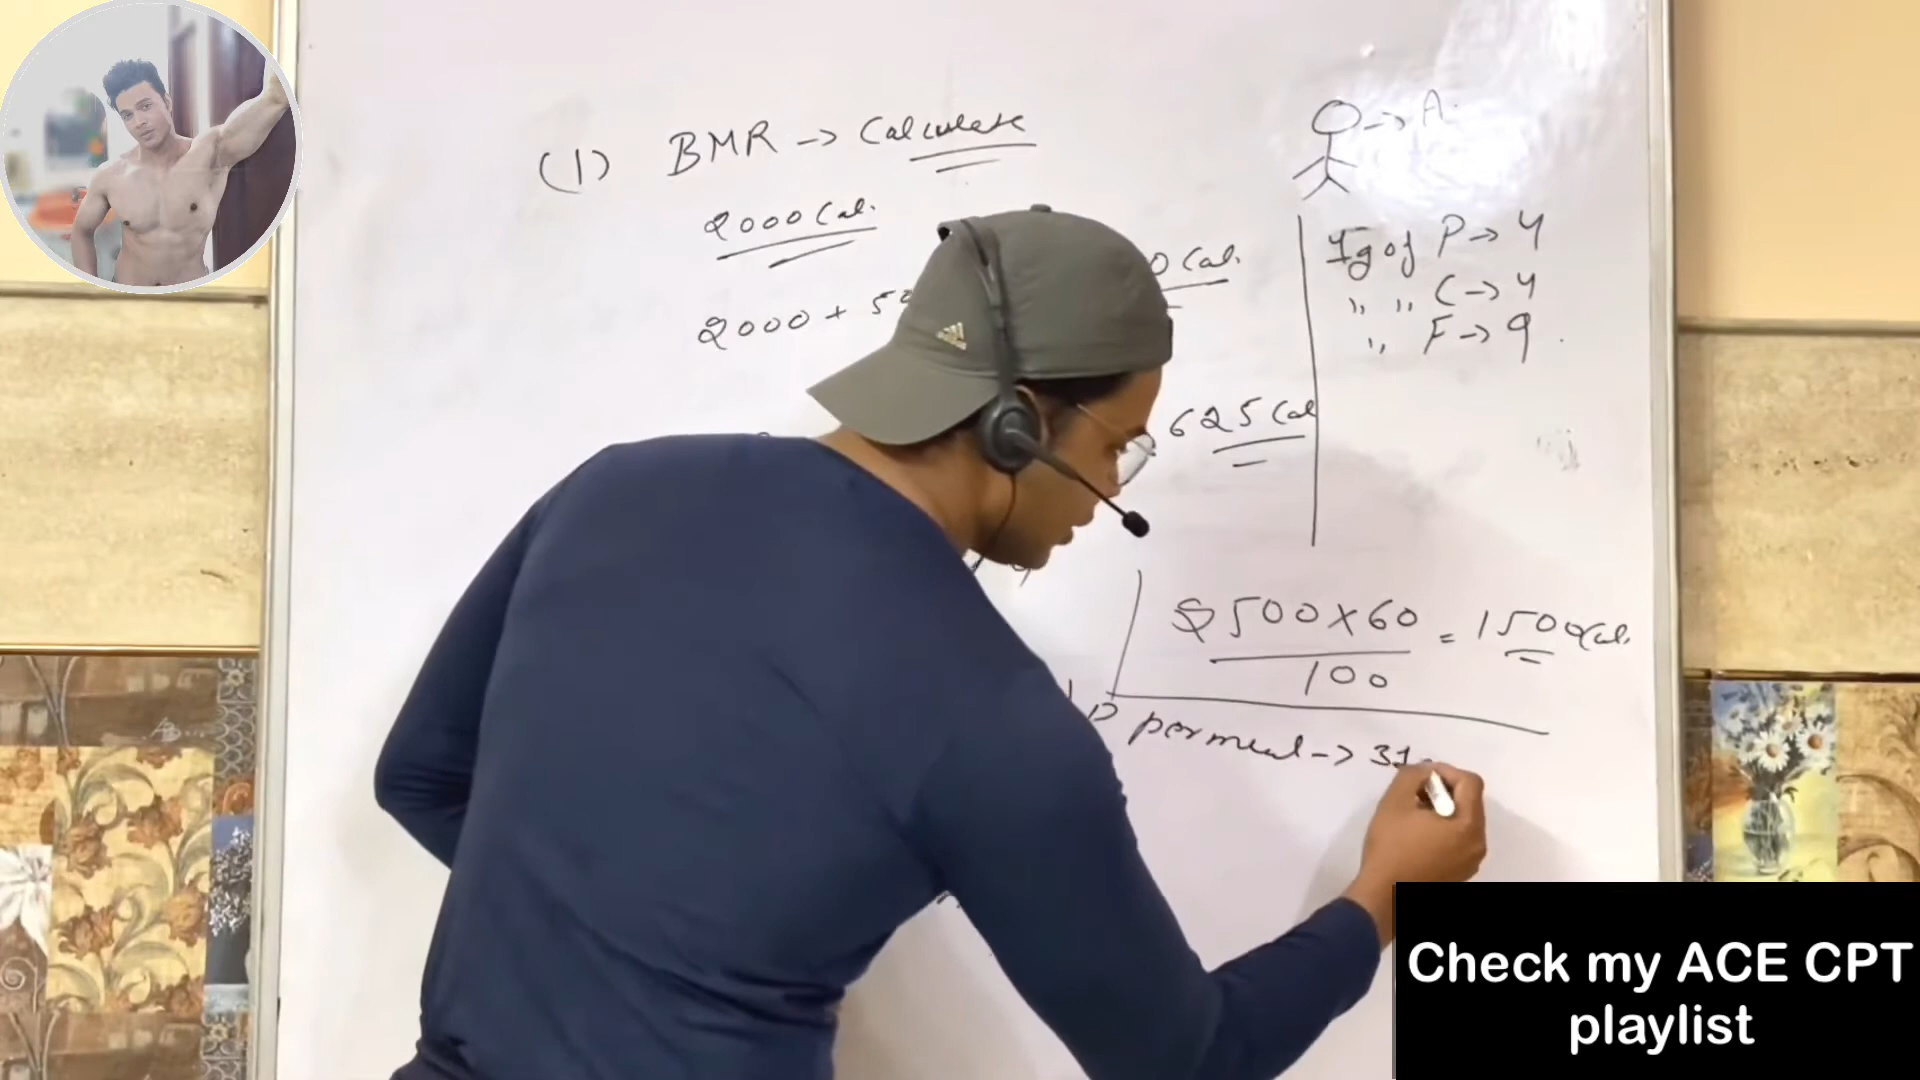 (1) BMR → Calculate
→ A.
2000 Cal.
1g of P → 4
0 Cal.
,, ,, C → 4
2000 + 5
,, F → 9
625 Cal
2500 x 60 = 1500 Cal.
100
P per meal → 31
Check my ACE CPT
playlist